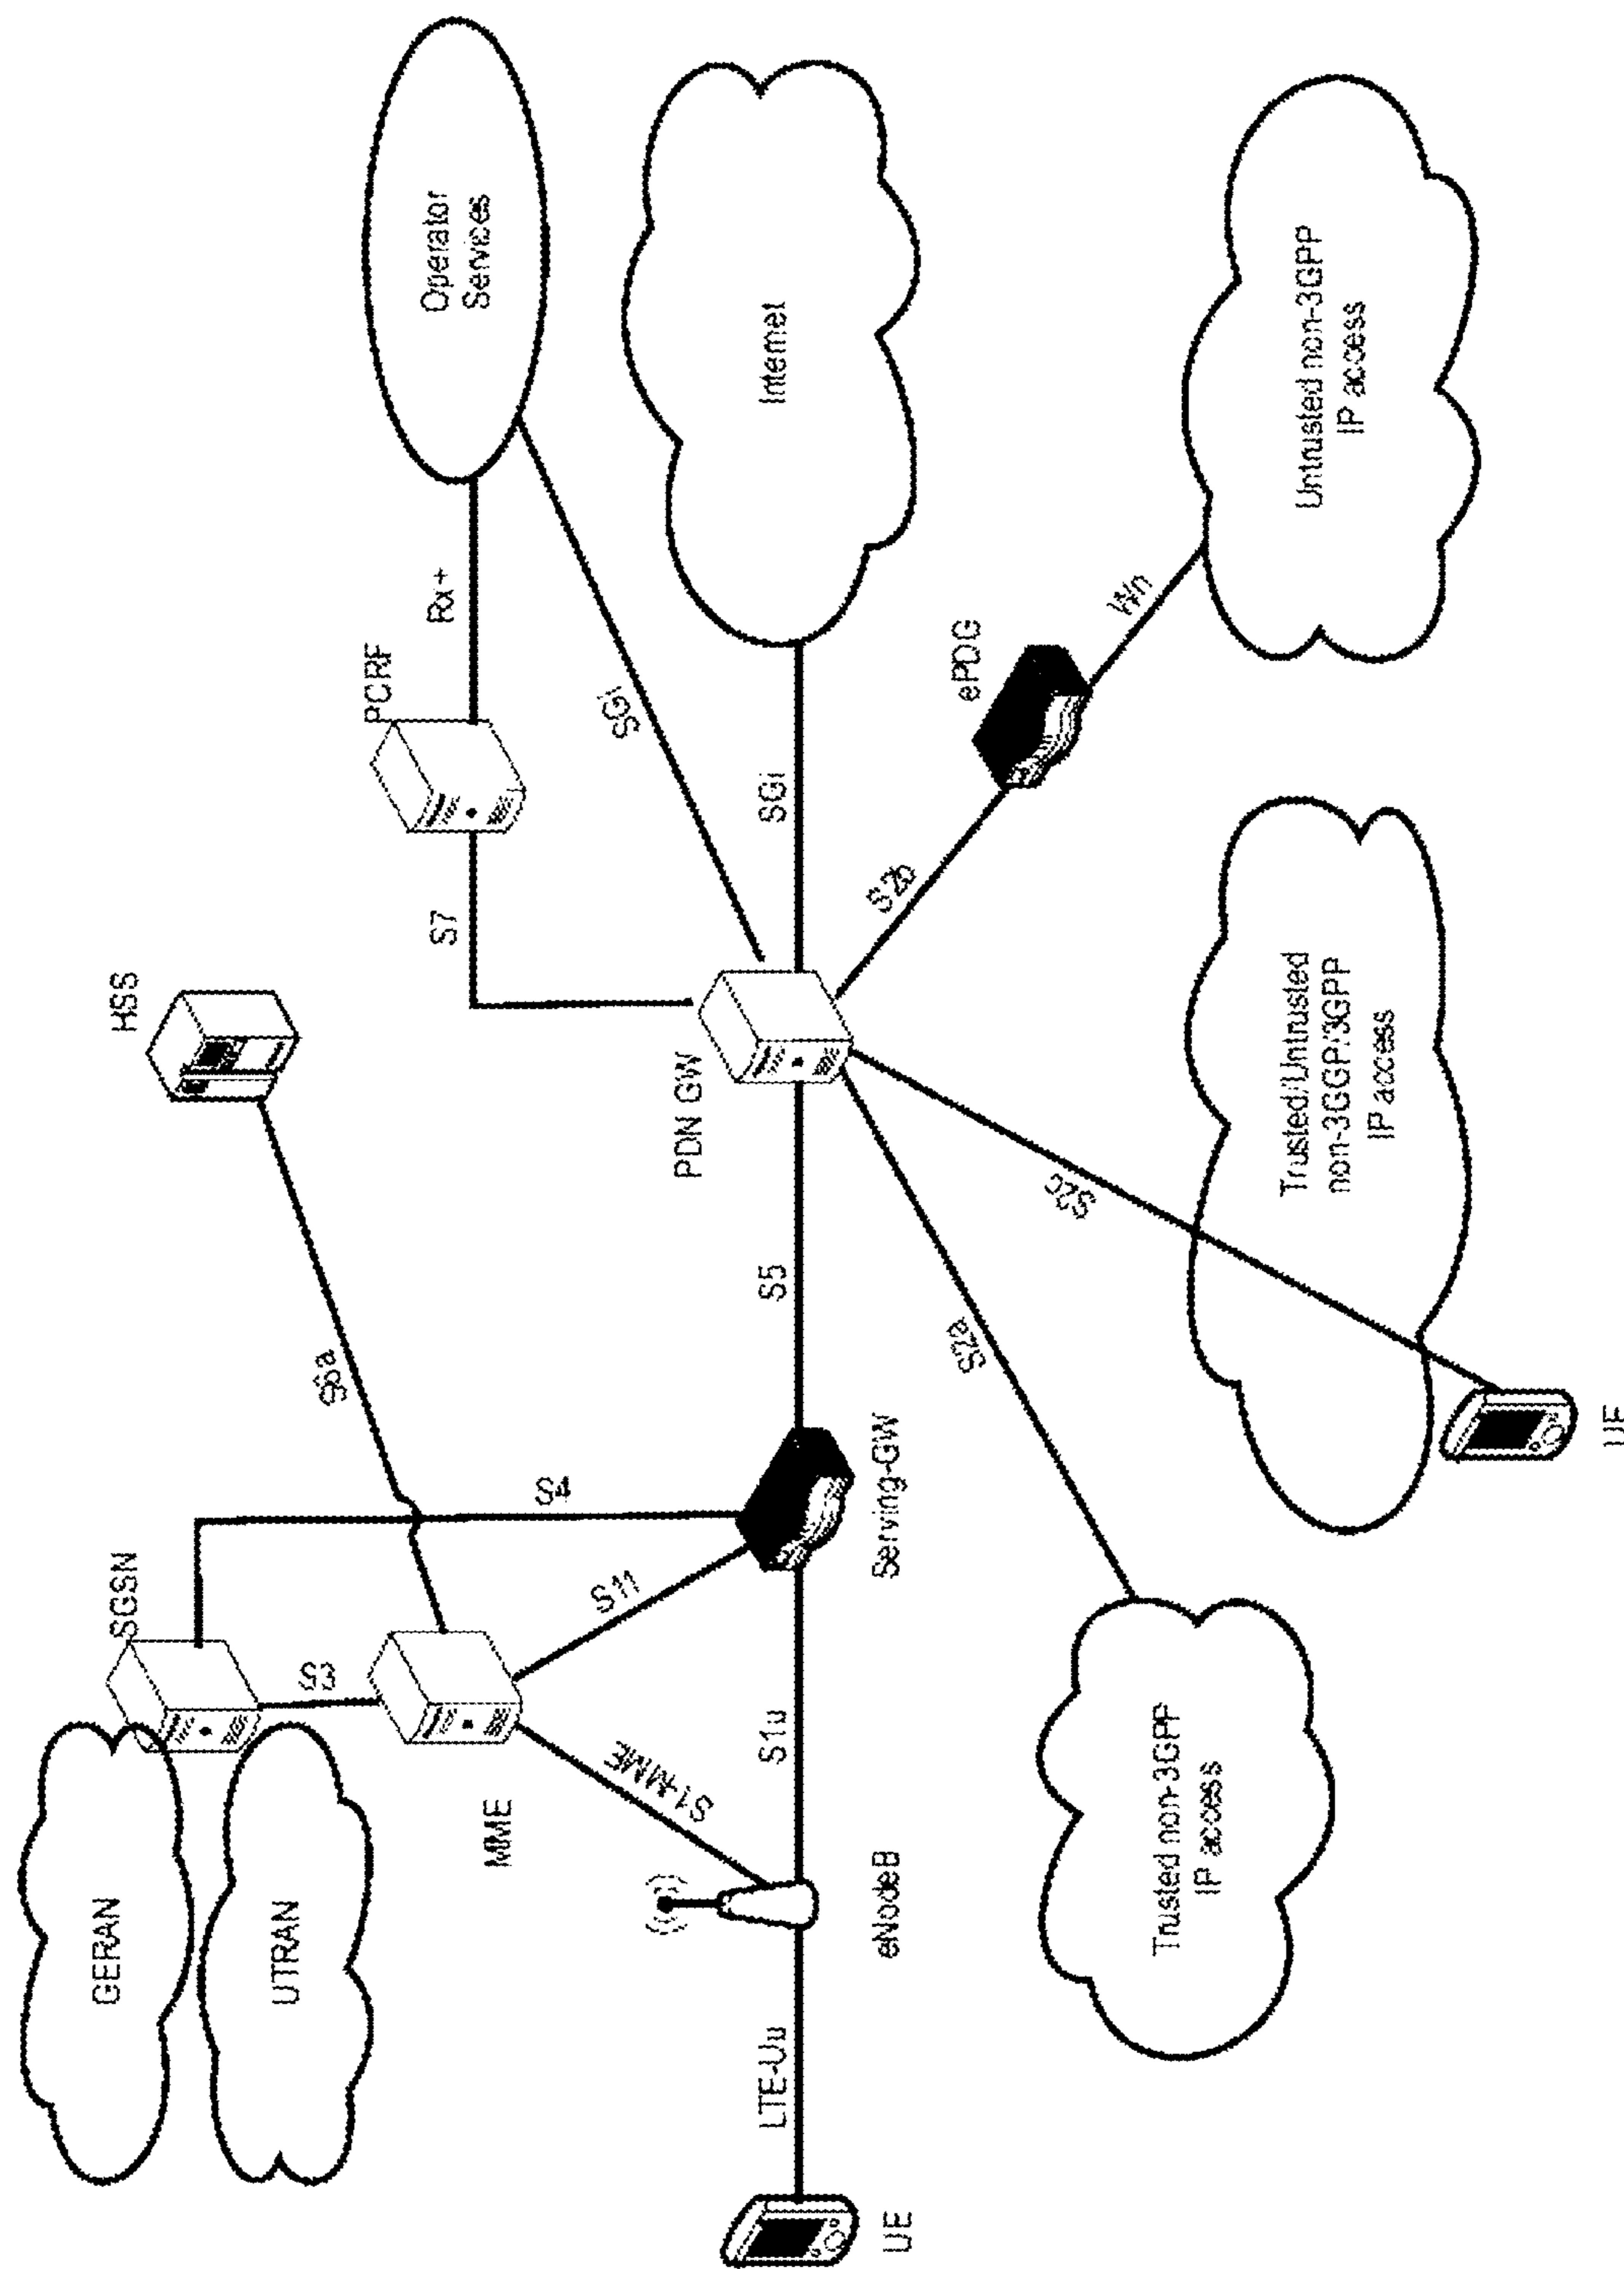 GERAN
SGSN
HSS
UTRAN
S3
S4
S6a
S7
PCRF
Rx+
Operator
Services
MME
S11
S1-MME
SGi
LTE-Uu
S1u
S5
PDN GW
SGi
Internet
UE
eNodeB
Serving-GW
S2b
ePDG
S2a
S2c
Wn
Trusted non-3GPP
IP access
Trusted/Untrusted
non-3GGP/3GPP
IP access
Untrusted non-3GPP
IP access
UE